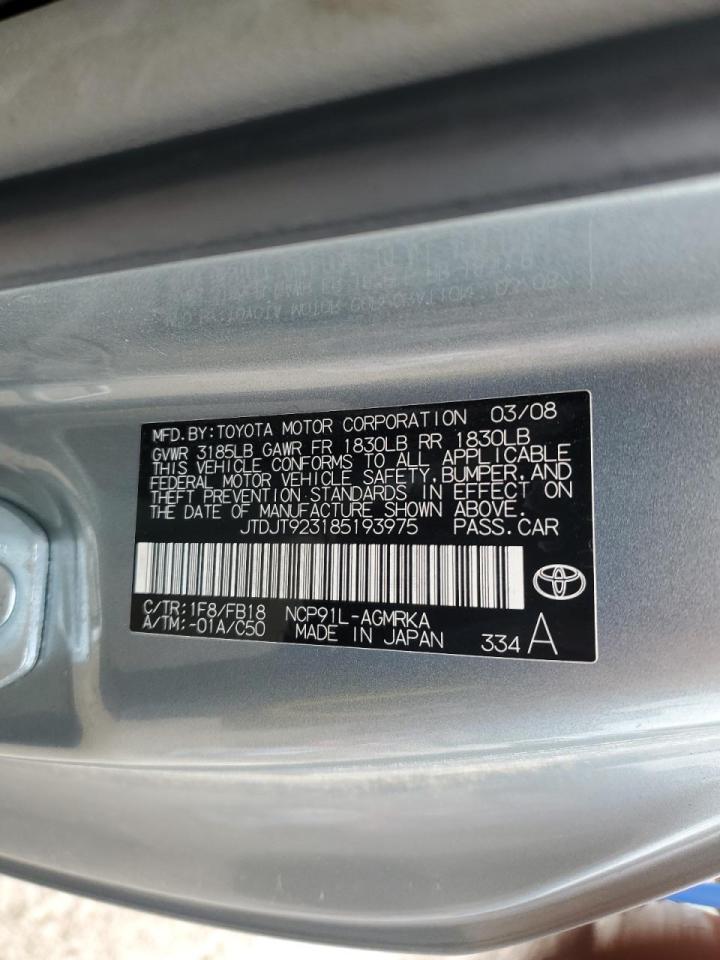 MFD.BY:TOYOTA MOTOR CORPORATION 03/08
GVWR 3185LB GAWR FR 1830LB RR 1830LB
THIS VEHICLE CONFORMS TO ALL APPLICABLE
FEDERAL MOTOR VEHICLE SAFETY, BUMPER, AND
THEFT PREVENTION STANDARDS IN EFFECT ON
THE DATE OF MANUFACTURE SHOWN ABOVE.
JTDJT923185193975 PASS.CAR
C/TR:1F8/FB18 NCP91L-AGMRKA
A/TM:-01A/C50 MADE IN JAPAN 334 A